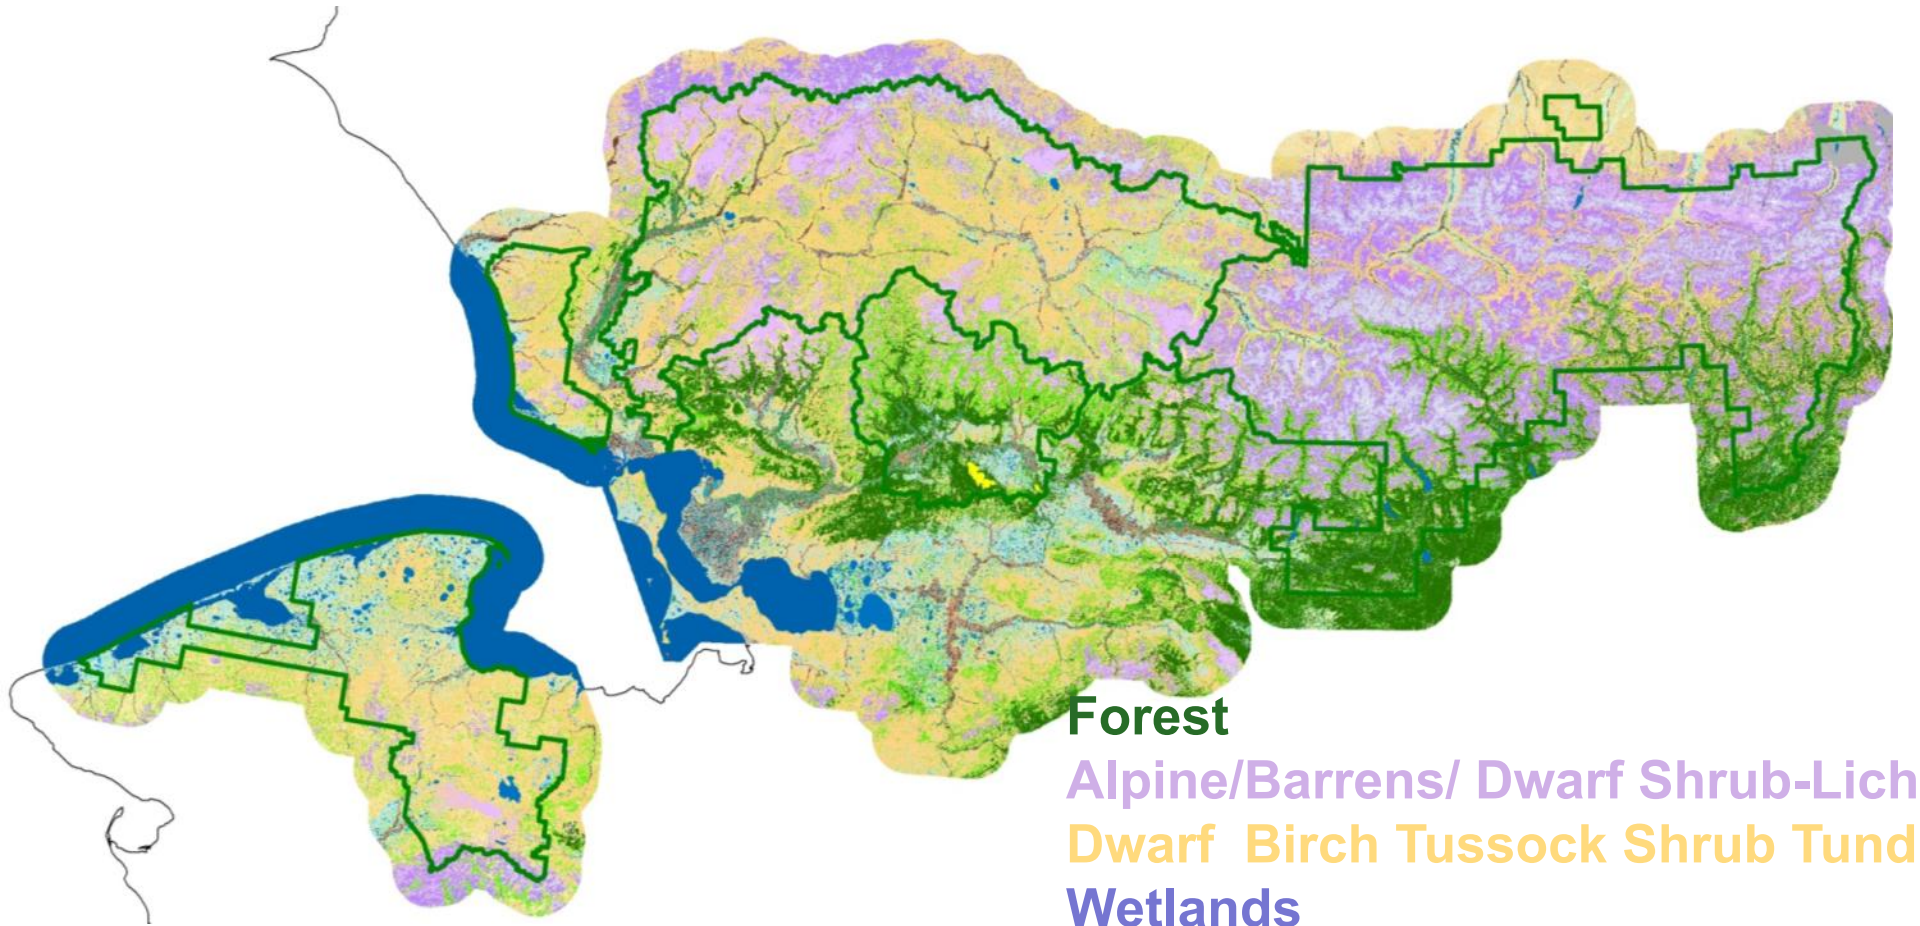 Forest
Alpine/Barrens/ Dwarf Shrub-Lich
Dwarf Birch Tussock Shrub Tund
Wetlands